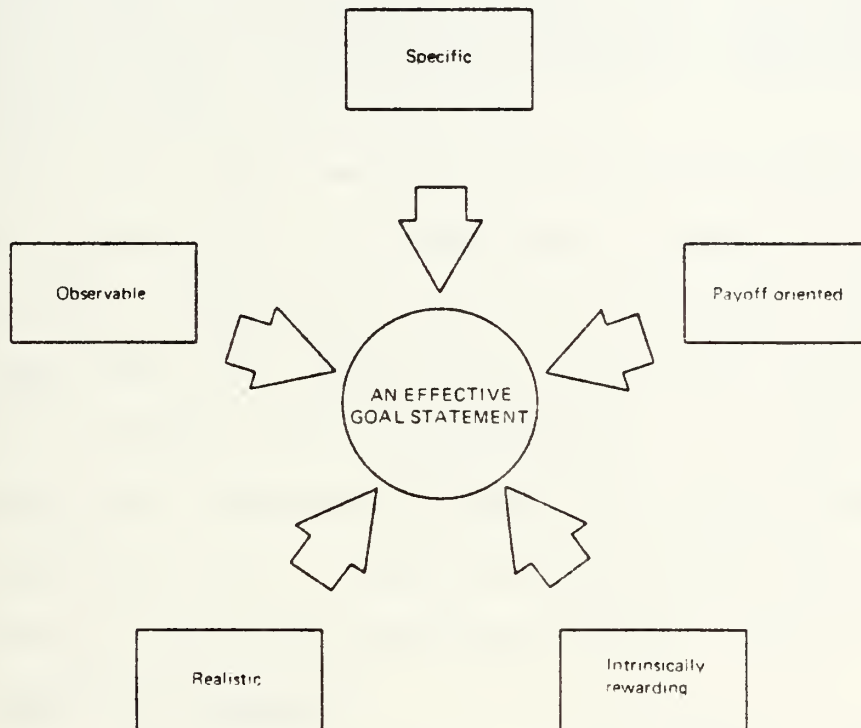 Specific
Observable
Payoff oriented
AN EFFECTIVE
GOAL STATEMENT
Realistic
Intrinsically
rewarding